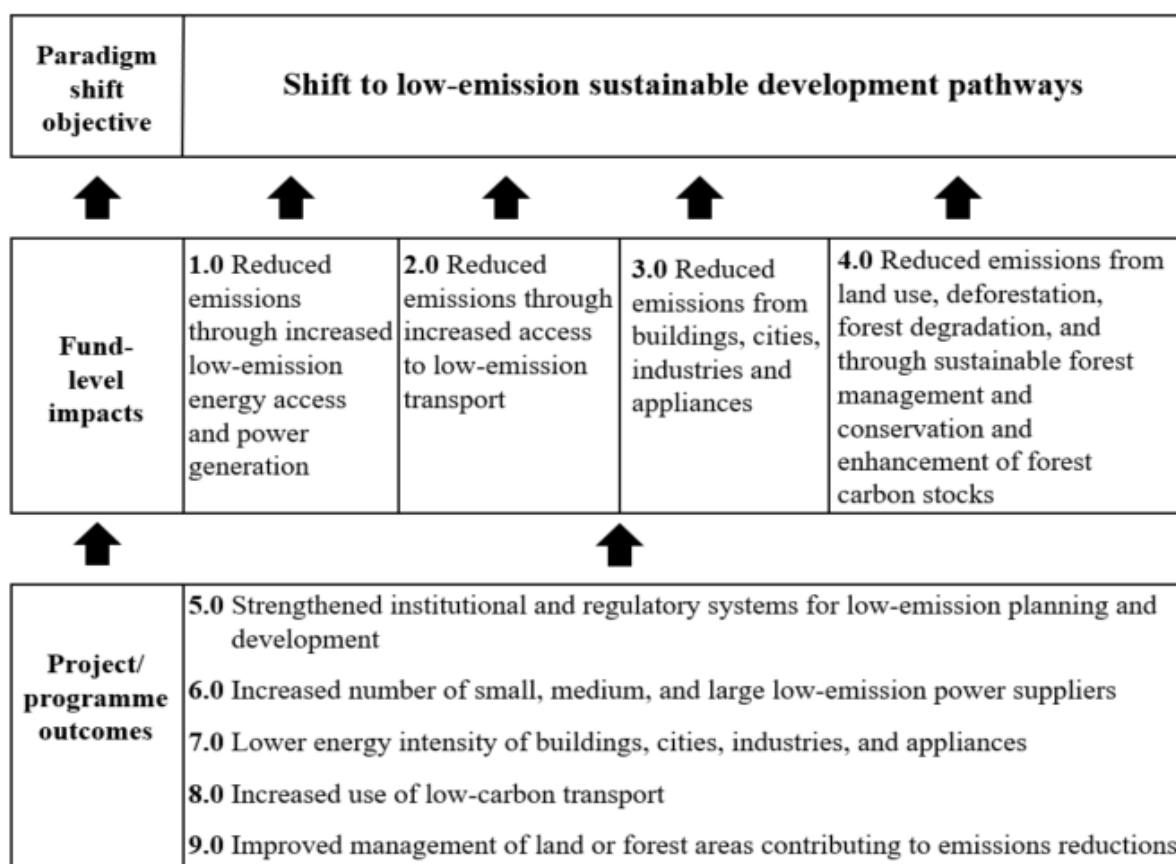 Paradigm
shift
objective
Shift to low-emission sustainable development pathways
Fund-
level
impacts
1.0 Reduced
emissions
through increased
low-emission
energy access
and power
generation
2.0 Reduced
emissions through
increased access
to low-emission
transport
3.0 Reduced
emissions from
buildings, cities,
industries and
appliances
4.0 Reduced emissions from
land use, deforestation,
forest degradation, and
through sustainable forest
management and
conservation and
enhancement of forest
carbon stocks
Project/
programme
outcomes
5.0 Strengthened institutional and regulatory systems for low-emission planning and
development
6.0 Increased number of small, medium, and large low-emission power suppliers
7.0 Lower energy intensity of buildings, cities, industries, and appliances
8.0 Increased use of low-carbon transport
9.0 Improved management of land or forest areas contributing to emissions reductions